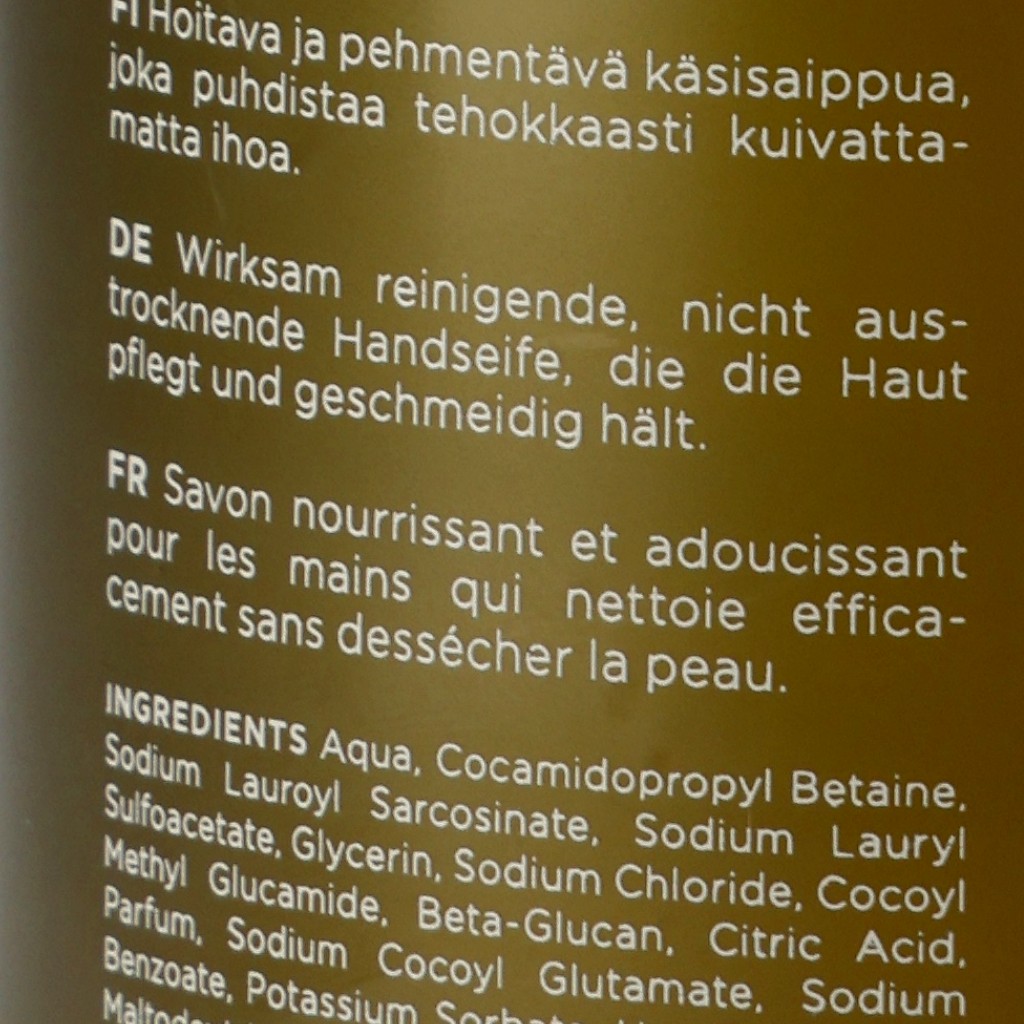 FI Hoitava ja pehmentävä käsisaippua,
joka puhdistaa tehokkaasti kuivatta-
matta ihoa.
DE Wirksam reinigende, nicht aus-
trocknende Handseife, die die Haut
pflegt und geschmeidig hält.
FR Savon nourrissant et adoucissant
pour les mains qui nettoie effica-
cement sans dessécher la peau.
INGREDIENTS Aqua, Cocamidopropyl Betaine,
Sodium Lauroyl Sarcosinate, Sodium Lauryl
Sulfoacetate, Glycerin, Sodium Chloride, Cocoyl
Methyl Glucamide, Beta-Glucan, Citric Acid,
Parfum, Sodium Cocoyl Glutamate, Sodium
Benzoate, Potassium